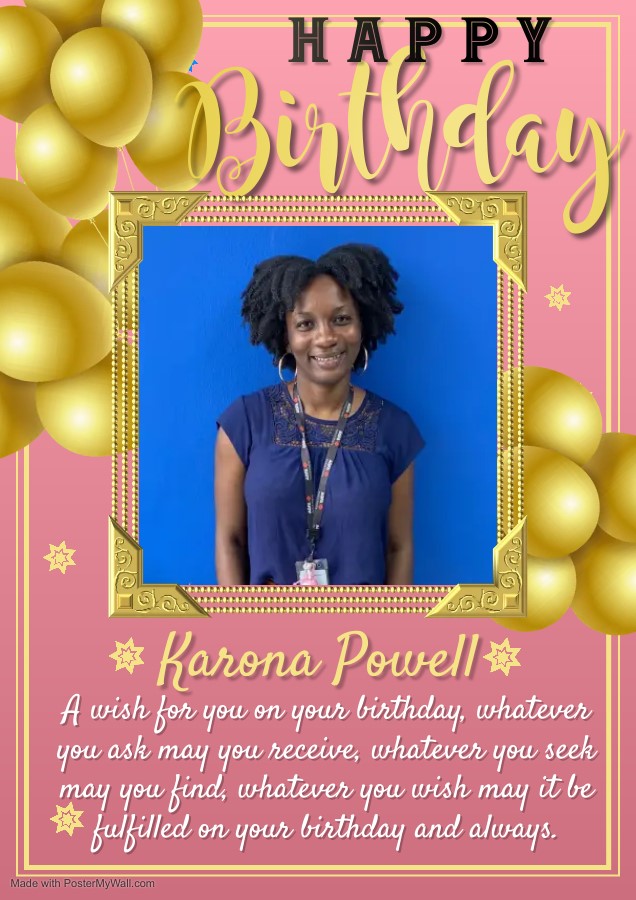 HAPPY
Birthday
Karona Powell
A wish for you on your birthday, whatever
you ask may you receive, whatever you seek
may you find, whatever you wish may it be
fulfilled on your birthday and always.
Made with PosterMyWall.com